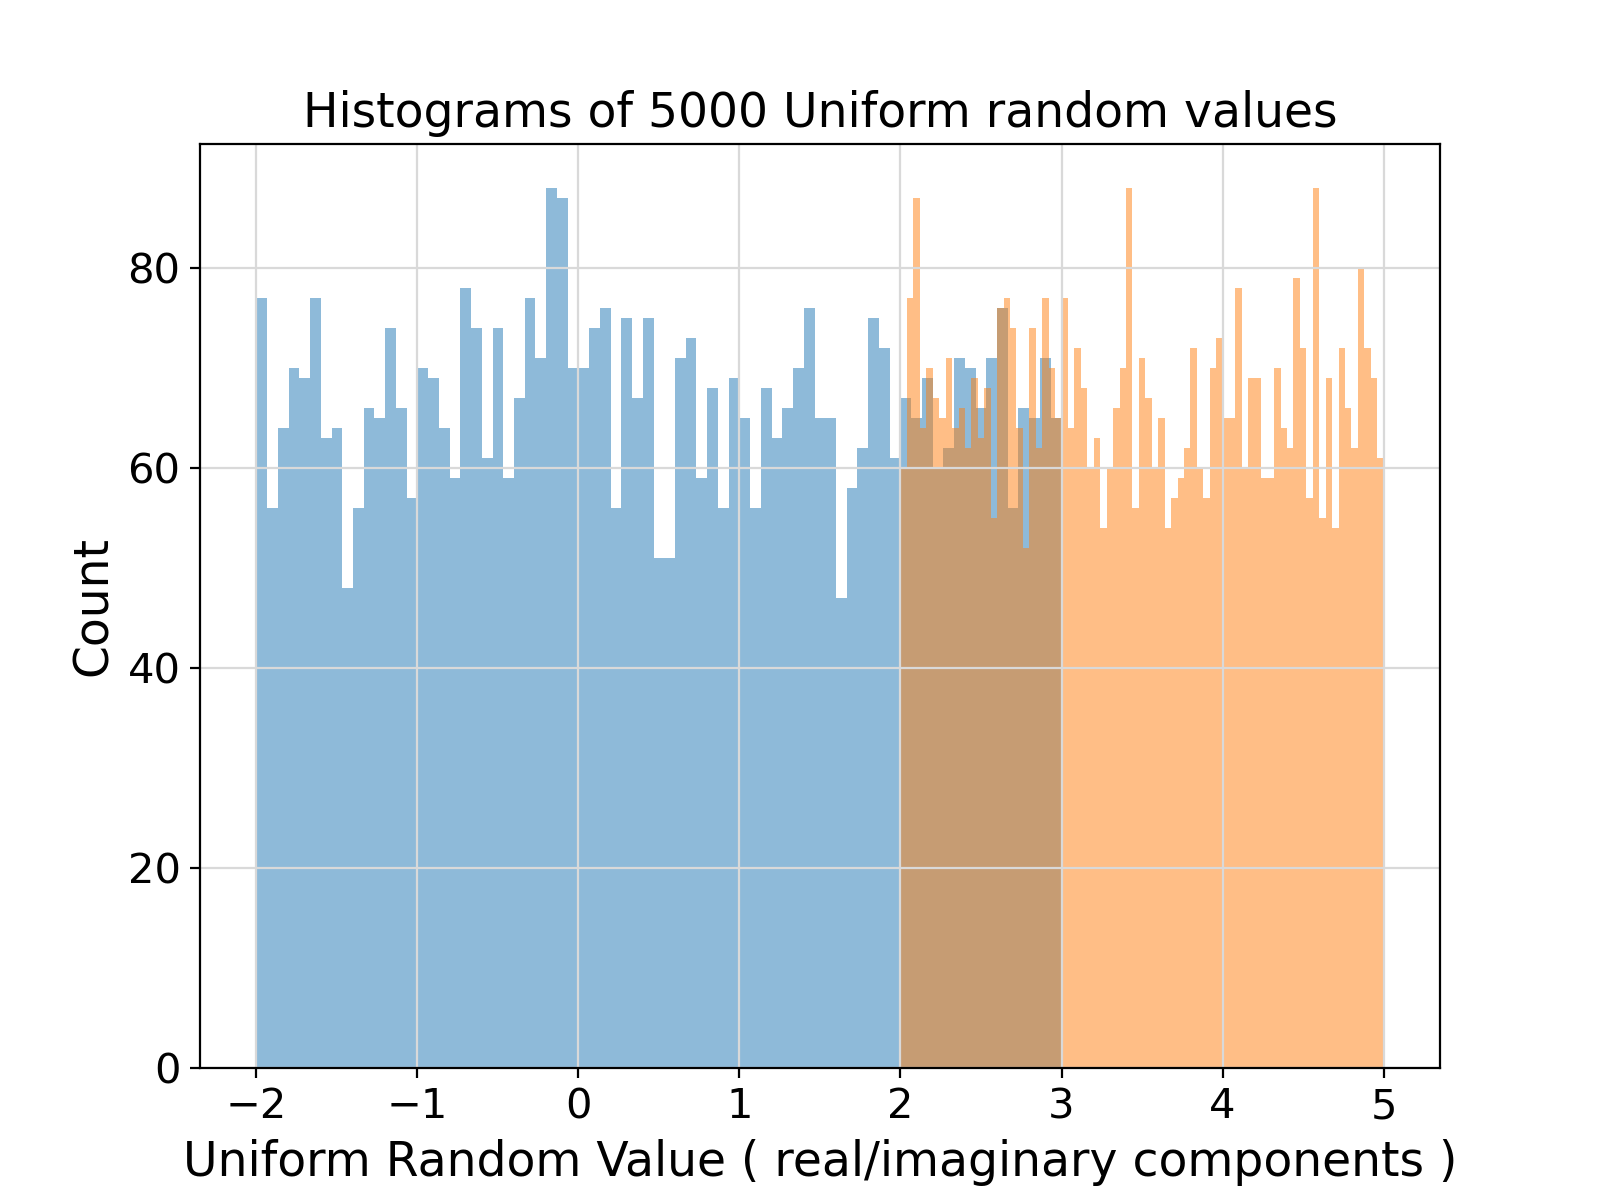 Histograms of 5000 Uniform random values
Count
80
60
40
20
0
−2 −1 0 1 2 3 4 5
Uniform Random Value ( real/imaginary components )